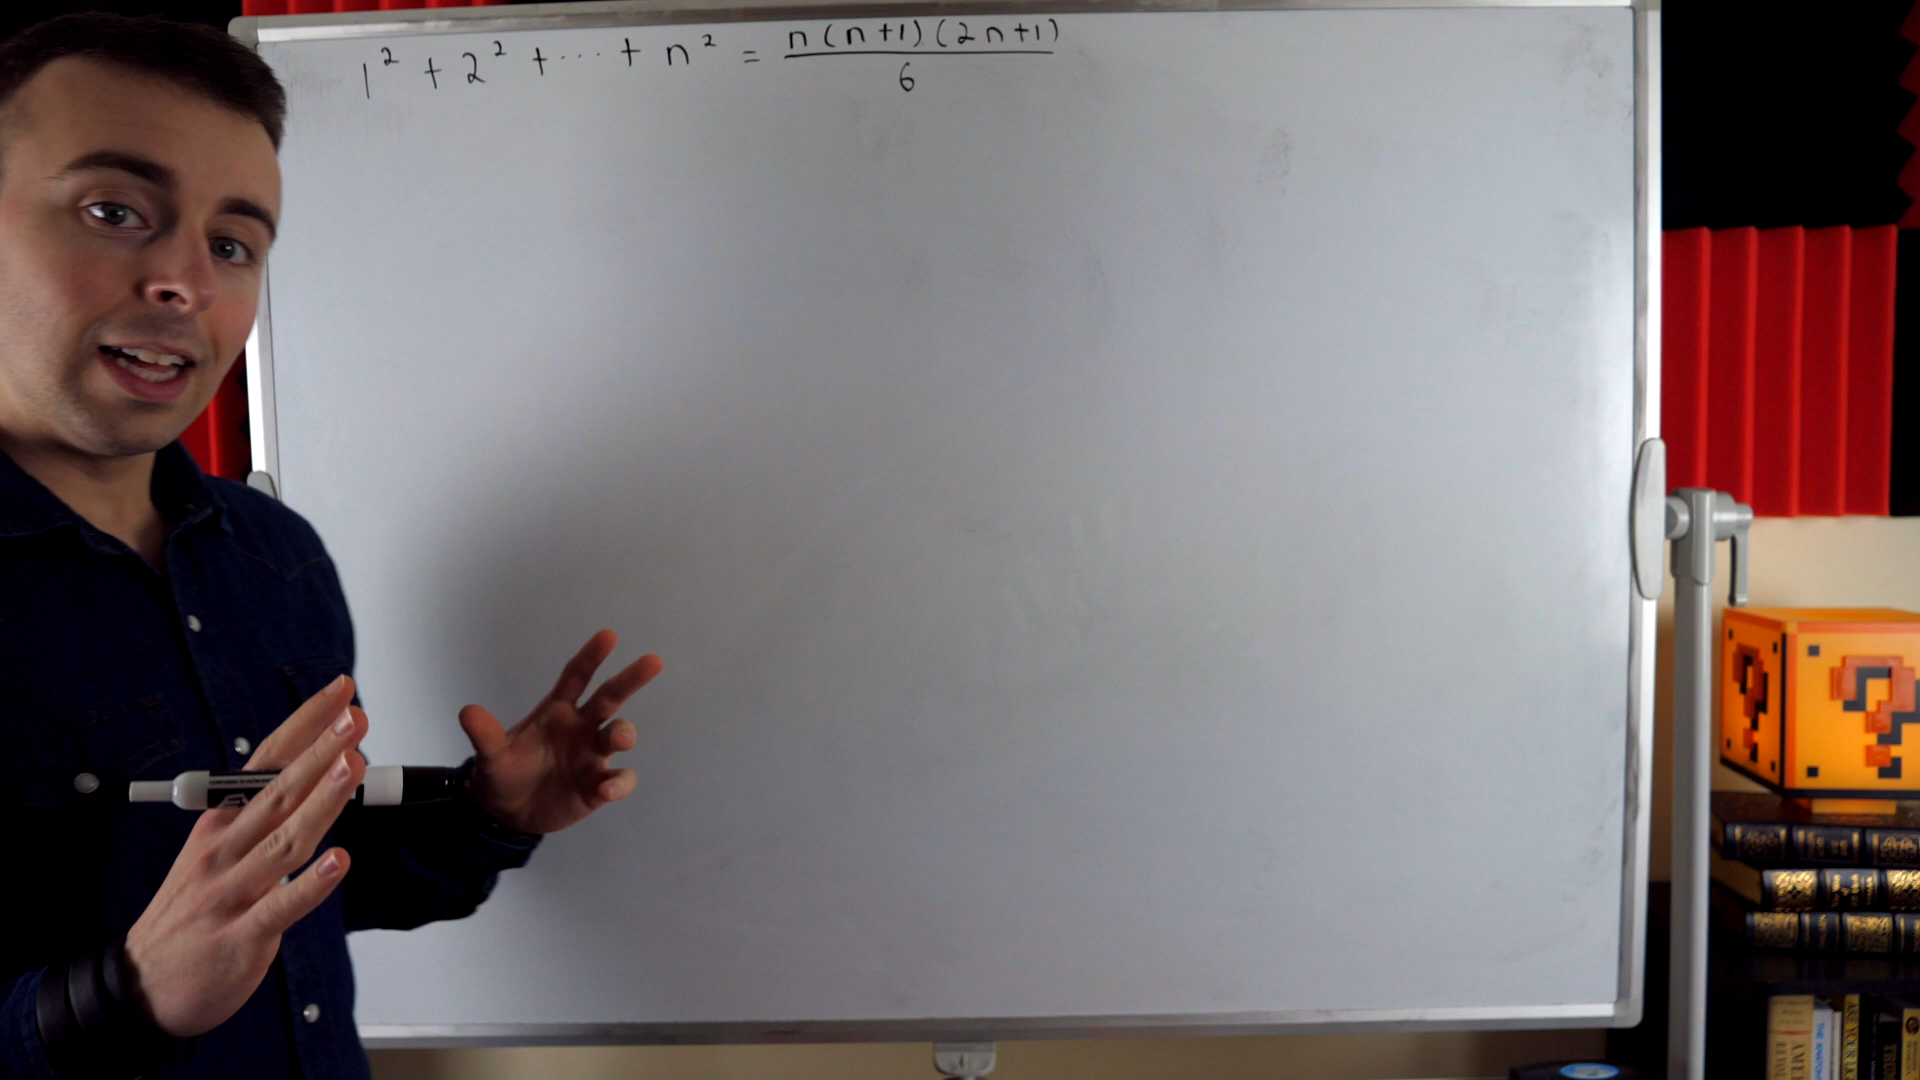 1² + 2² + ··· + n² = n(n+1)(2n+1) / 6